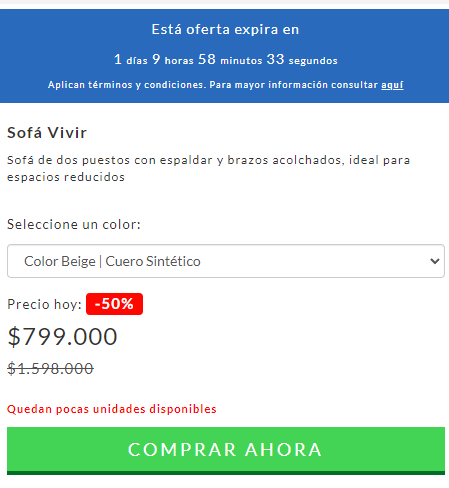 Está oferta expira en
1 días 9 horas 58 minutos 33 segundos
Aplican términos y condiciones. Para mayor información consultar aquí
Sofá Vivir
Sofá de dos puestos con espaldar y brazos acolchados, ideal para
espacios reducidos
Seleccione un color:
Color Beige | Cuero Sintético
Precio hoy: -50%
$799.000
$1.598.000
Quedan pocas unidades disponibles
COMPRAR AHORA